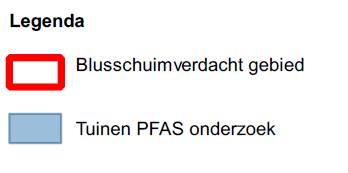 Legenda
Blusschuimverdacht gebied
Tuinen PFAS onderzoek